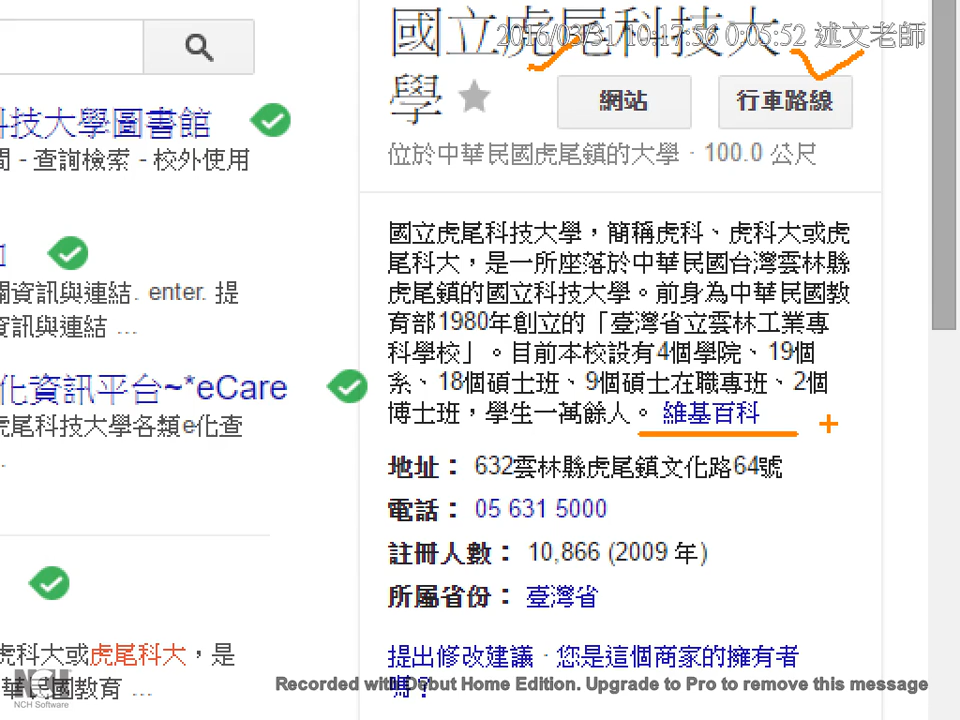 國立虎尾科技大
學
2016/03/31 10:17:56 0:05:52 述文老師
網站
行車路線
位於中華民國虎尾鎮的大學 · 100.0 公尺
科技大學圖書館
- 查詢檢索 - 校外使用
資訊與連結. enter. 提
資訊與連結 ...
化資訊平台~*eCare
虎尾科技大學各類e化查
虎科大或虎尾科大，是
華民國教育 ...
國立虎尾科技大學，簡稱虎科、虎科大或虎
尾科大，是一所座落於中華民國台灣雲林縣
虎尾鎮的國立科技大學。前身為中華民國教
育部1980年創立的「臺灣省立雲林工業專
科學校」。目前本校設有4個學院、19個
系、18個碩士班、9個碩士在職專班、2個
博士班，學生一萬餘人。 維基百科
地址： 632雲林縣虎尾鎮文化路64號
電話： 05 631 5000
註冊人數： 10,866 (2009 年)
所屬省份： 臺灣省
提出修改建議 · 您是這個商家的擁有者
嗎？
NCH
NCH Software
Recorded with Debut Home Edition. Upgrade to Pro to remove this message